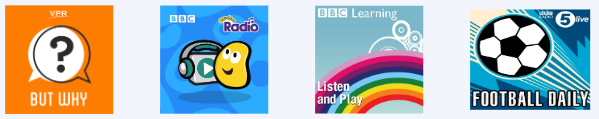 VPR
BUT WHY
BBC
Radio
BBC Learning
Listen
and Play
5 live
FOOTBALL DAILY